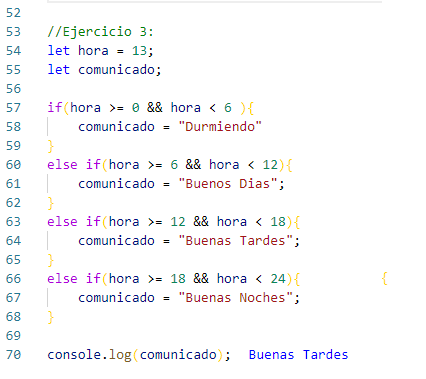 52
53 //Ejercicio 3:
54 let hora = 13;
55 let comunicado;
56
57 if(hora >= 0 && hora < 6 ){
58     comunicado = "Durmiendo"
59 }
60 else if(hora >= 6 && hora < 12){
61     comunicado = "Buenos Dias";
62 }
63 else if(hora >= 12 && hora < 18){
64     comunicado = "Buenas Tardes";
65 }
66 else if(hora >= 18 && hora < 24){ {
67     comunicado = "Buenas Noches";
68 }
69
70 console.log(comunicado); Buenas Tardes